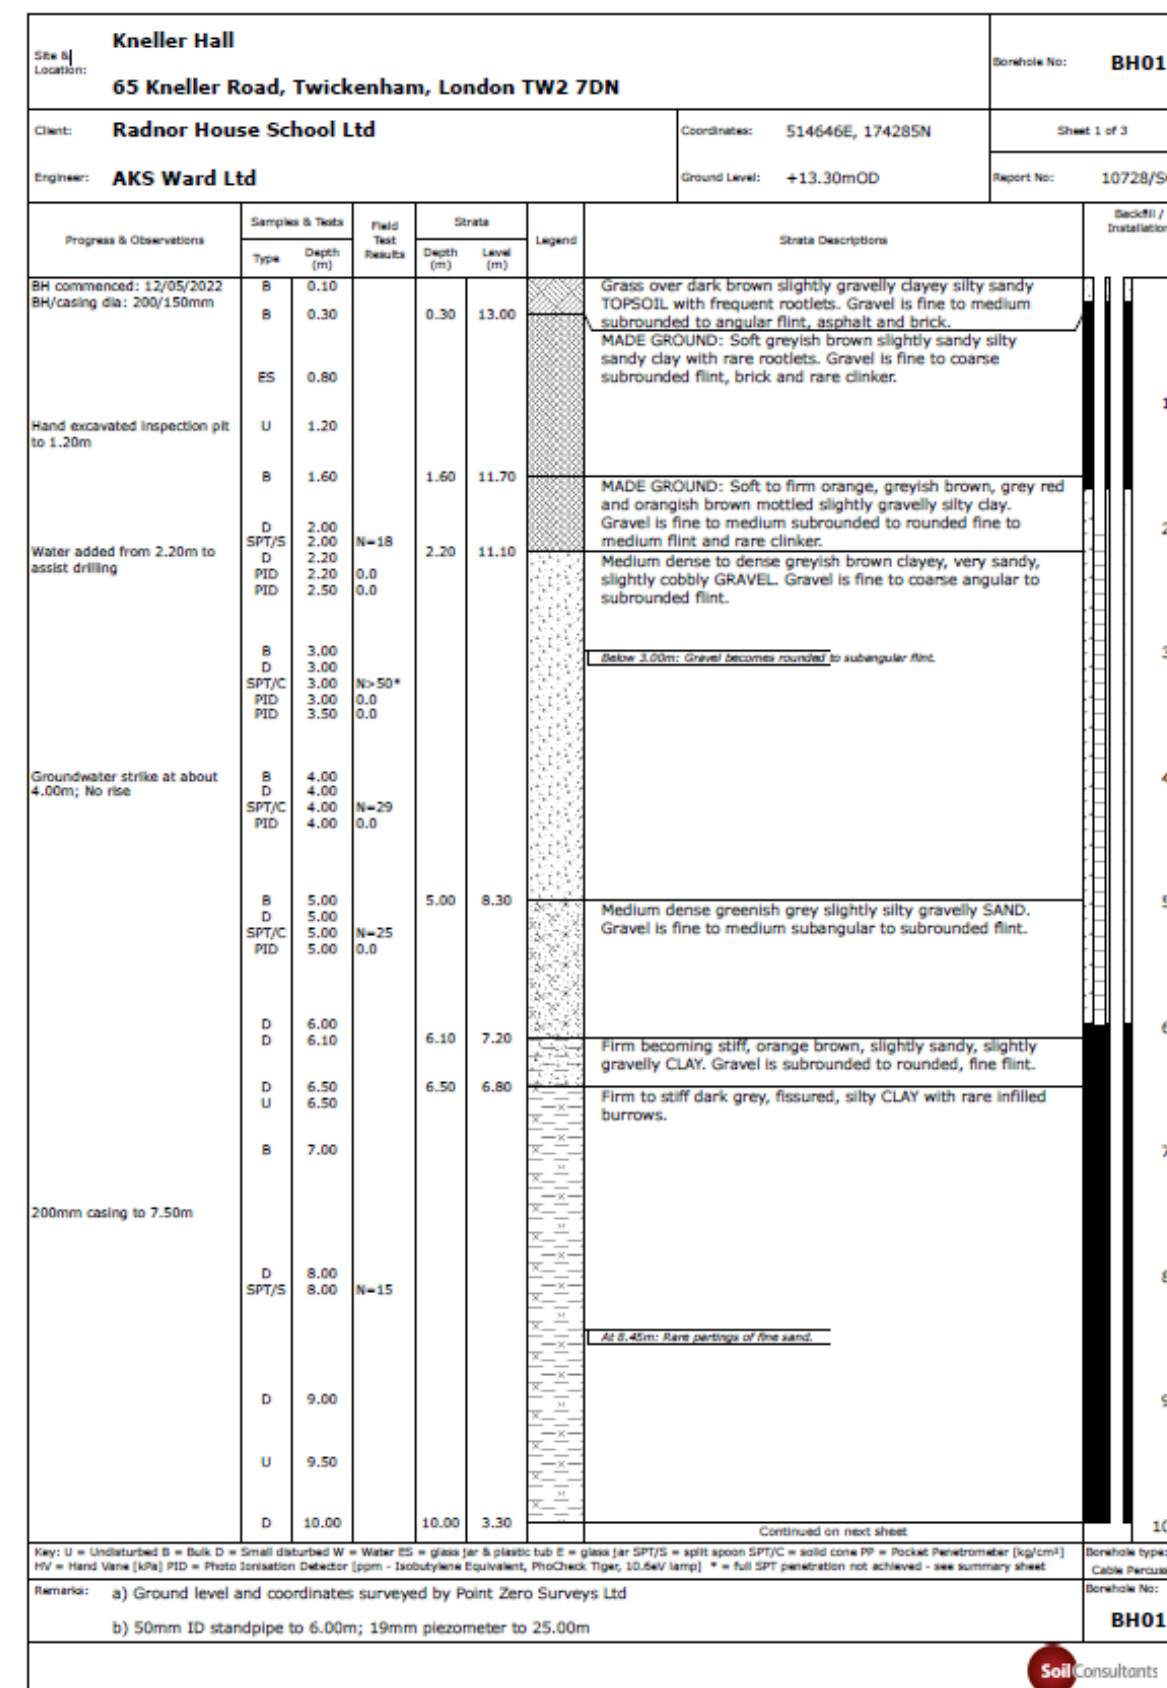 Kneller Hall
Site &
Location:
65 Kneller Road, Twickenham, London TW2 7DN
Borehole No: BH01
Client: Radnor House School Ltd
Coordinates: 514646E, 174285N
Sheet 1 of 3
Engineer: AKS Ward Ltd
Ground Level: +13.30mOD
Report No: 10728/S
Progress & Observations
Samples & Tests
Type
Depth
(m)
Field
Test
Results
Strata
Depth
(m)
Level
(m)
Legend
Strata Descriptions
Backfill /
Installation
BH commenced: 12/05/2022
BH/casing dia: 200/150mm
B 0.10
Grass over dark brown slightly gravelly clayey silty sandy
TOPSOIL with frequent rootlets. Gravel is fine to medium
subrounded to angular flint, asphalt and brick.
B 0.30 0.30 13.00
MADE GROUND: Soft greyish brown slightly sandy silty
sandy clay with rare rootlets. Gravel is fine to coarse
subrounded flint, brick and rare clinker.
ES 0.80
1
Hand excavated inspection pit
to 1.20m
U 1.20
B 1.60 1.60 11.70
MADE GROUND: Soft to firm orange, greyish brown, grey red
and orangish brown mottled slightly gravelly silty clay.
Gravel is fine to medium subrounded to rounded fine to
medium flint and rare clinker.
D 2.00
2
SPT/S 2.00 N=18
Water added from 2.20m to
assist drilling
D 2.20 2.20 11.10
PID 2.20 0.0
PID 2.50 0.0
Medium dense to dense greyish brown clayey, very sandy,
slightly cobbly GRAVEL. Gravel is fine to coarse angular to
subrounded flint.
B 3.00
Below 3.00m: Gravel becomes rounded to subangular flint.
3
D 3.00
SPT/C 3.00 N>50*
PID 3.00 0.0
PID 3.50 0.0
Groundwater strike at about
4.00m; No rise
B 4.00
4
D 4.00
SPT/C 4.00 N=29
PID 4.00 0.0
B 5.00 5.00 8.30
5
Medium dense greenish grey slightly silty gravelly SAND.
Gravel is fine to medium subangular to subrounded flint.
D 5.00
SPT/C 5.00 N=25
PID 5.00 0.0
D 6.00
6
D 6.10 6.10 7.20
Firm becoming stiff, orange brown, slightly sandy, slightly
gravelly CLAY. Gravel is subrounded to rounded, fine flint.
D 6.50 6.50 6.80
U 6.50
Firm to stiff dark grey, fissured, silty CLAY with rare infilled
burrows.
B 7.00
7
200mm casing to 7.50m
D 8.00
8
SPT/S 8.00 N=15
At 8.45m: Rare partings of fine sand.
D 9.00
9
U 9.50
D 10.00 10.00 3.30
10
Continued on next sheet
Key: U = Undisturbed B = Bulk D = Small disturbed W = Water ES = glass jar & plastic tub E = glass jar SPT/S = split spoon SPT/C = solid cone PP = Pocket Penetrometer [kg/cm²]
HV = Hand Vane [kPa] PID = Photo Ionisation Detector [ppm - Isobutylene Equivalent, PhoCheck Tiger, 10.6eV lamp] * = full SPT penetration not achieved - see summary sheet
Borehole type:
Cable Percus
Remarks: a) Ground level and coordinates surveyed by Point Zero Surveys Ltd
b) 50mm ID standpipe to 6.00m; 19mm piezometer to 25.00m
Borehole No:
BH01
SoilConsultants